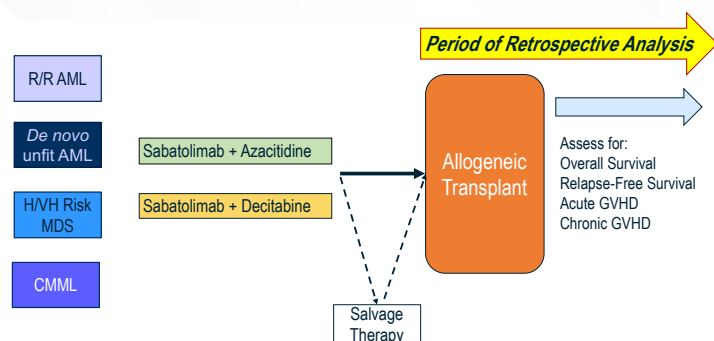 Period of Retrospective Analysis
R/R AML
De novo
unfit AML
H/VH Risk
MDS
CMML
Sabatolimab + Azacitidine
Sabatolimab + Decitabine
Salvage
Therapy
Allogeneic
Transplant
Assess for:
Overall Survival
Relapse-Free Survival
Acute GVHD
Chronic GVHD